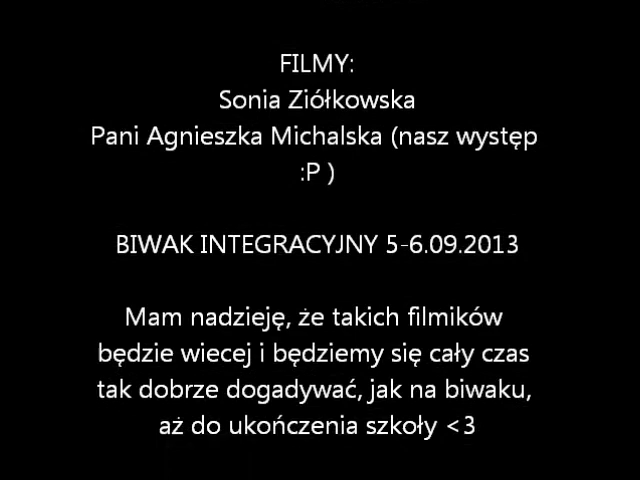 FILMY:
Sonia Ziółkowska
Pani Agnieszka Michalska (nasz występ
:P )
BIWAK INTEGRACYJNY 5-6.09.2013
Mam nadzieję, że takich filmików
będzie wiecej i będziemy się cały czas
tak dobrze dogadywać, jak na biwaku,
aż do ukończenia szkoły <3